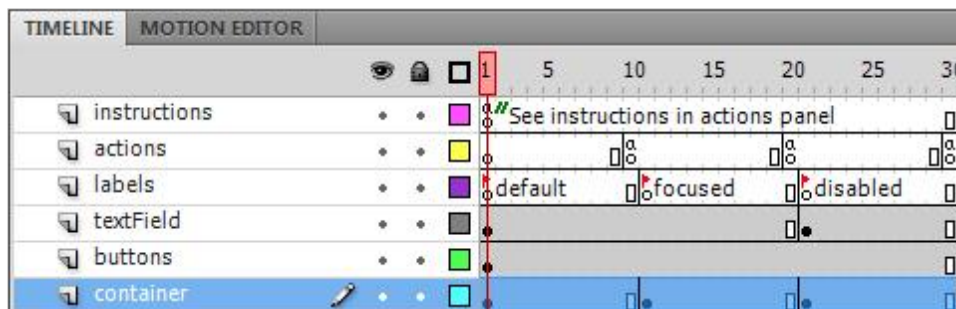 TIMELINE MOTION EDITOR
1 5 10 15 20 25 30
instructions //See instructions in actions panel
actions a a a
labels default focused disabled
textField
buttons
container